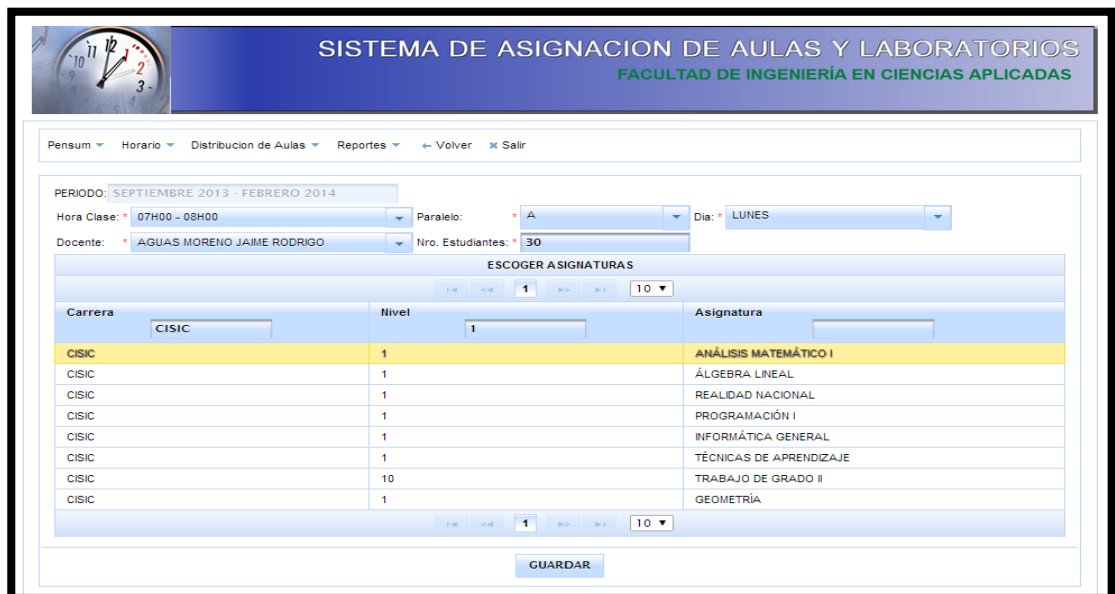 SISTEMA DE ASIGNACION DE AULAS Y LABORATORIOS
FACULTAD DE INGENIERÍA EN CIENCIAS APLICADAS
Pensum Horario Distribucion de Aulas Reportes Volver Salir
PERIODO: SEPTIEMBRE 2013 - FEBRERO 2014
Hora Clase: * 07H00 - 08H00 Paralelo: * A Dia: * LUNES
Docente: * AGUAS MORENO JAIME RODRIGO Nro. Estudiantes: * 30
ESCOGER ASIGNATURAS
1 10
Carrera Nivel Asignatura
CISIC 1
CISIC 1 ANÁLISIS MATEMÁTICO I
CISIC 1 ÁLGEBRA LINEAL
CISIC 1 REALIDAD NACIONAL
CISIC 1 PROGRAMACIÓN I
CISIC 1 INFORMÁTICA GENERAL
CISIC 1 TÉCNICAS DE APRENDIZAJE
CISIC 10 TRABAJO DE GRADO II
CISIC 1 GEOMETRÌA
1 10
GUARDAR